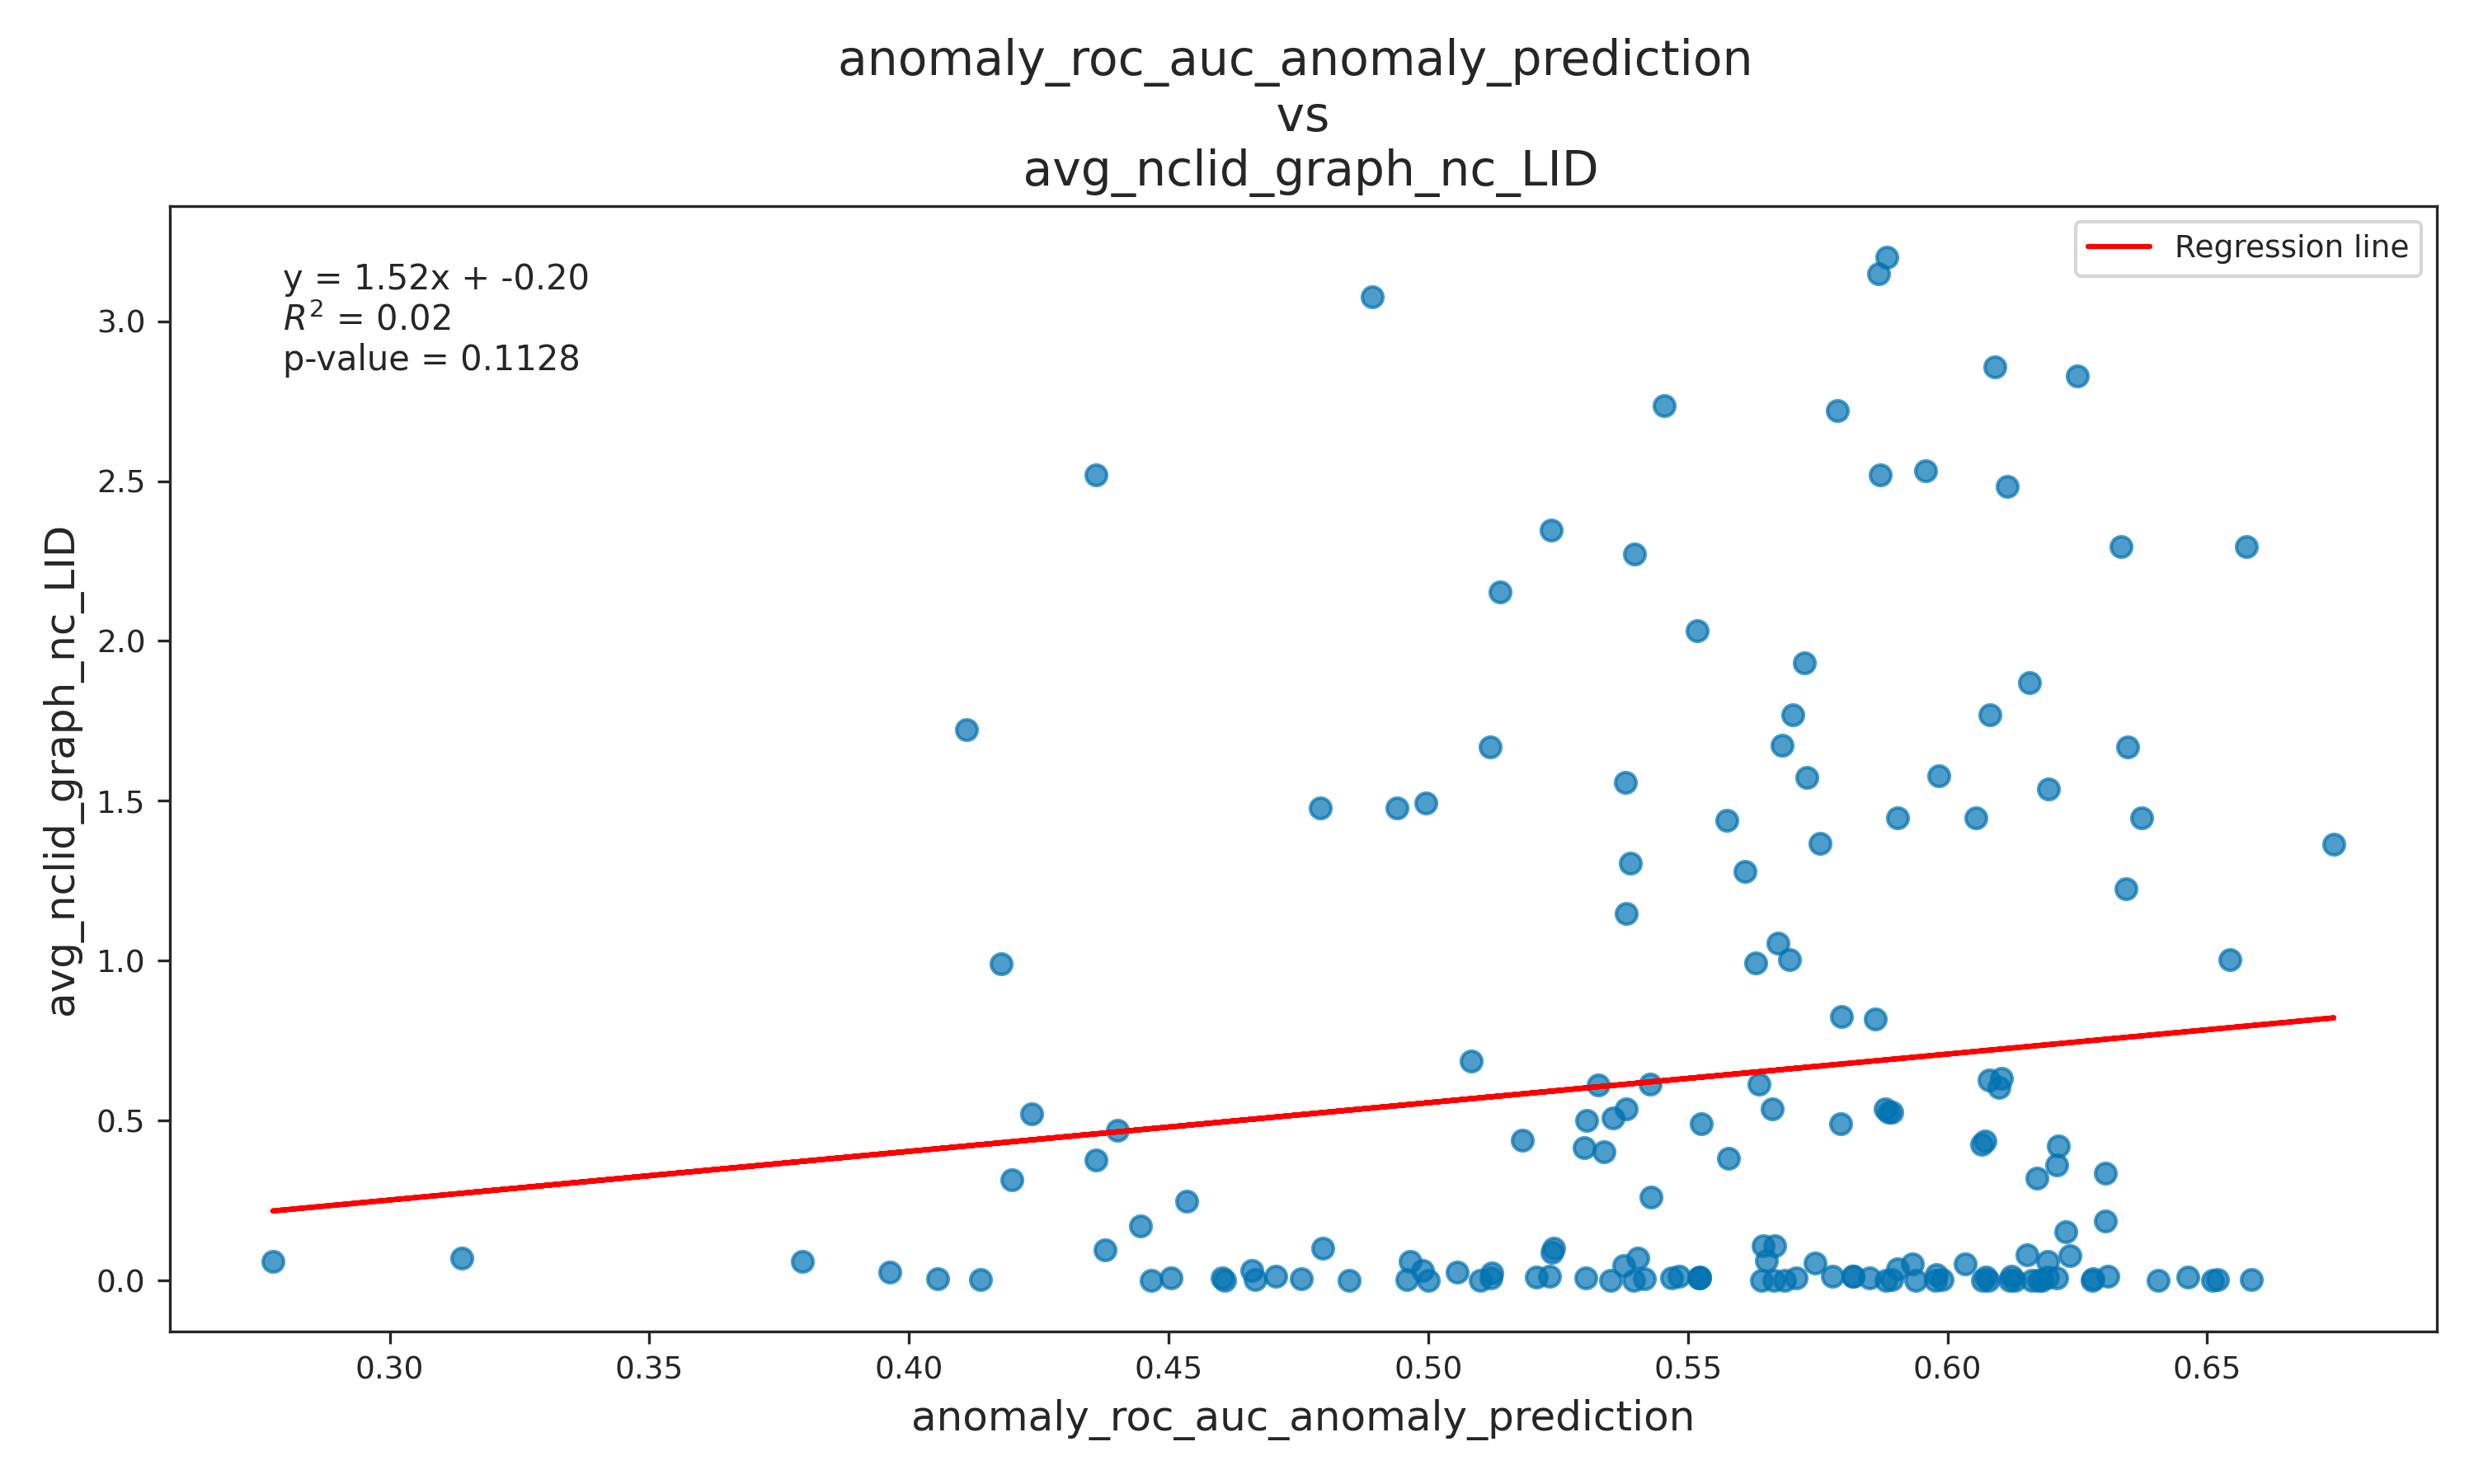 anomaly_roc_auc_anomaly_prediction
vs
avg_nclid_graph_nc_LID
y = 1.52x + -0.20
R² = 0.02
p-value = 0.1128
Regression line
avg_nclid_graph_nc_LID
3.0
2.5
2.0
1.5
1.0
0.5
0.0
0.30 0.35 0.40 0.45 0.50 0.55 0.60 0.65
anomaly_roc_auc_anomaly_prediction